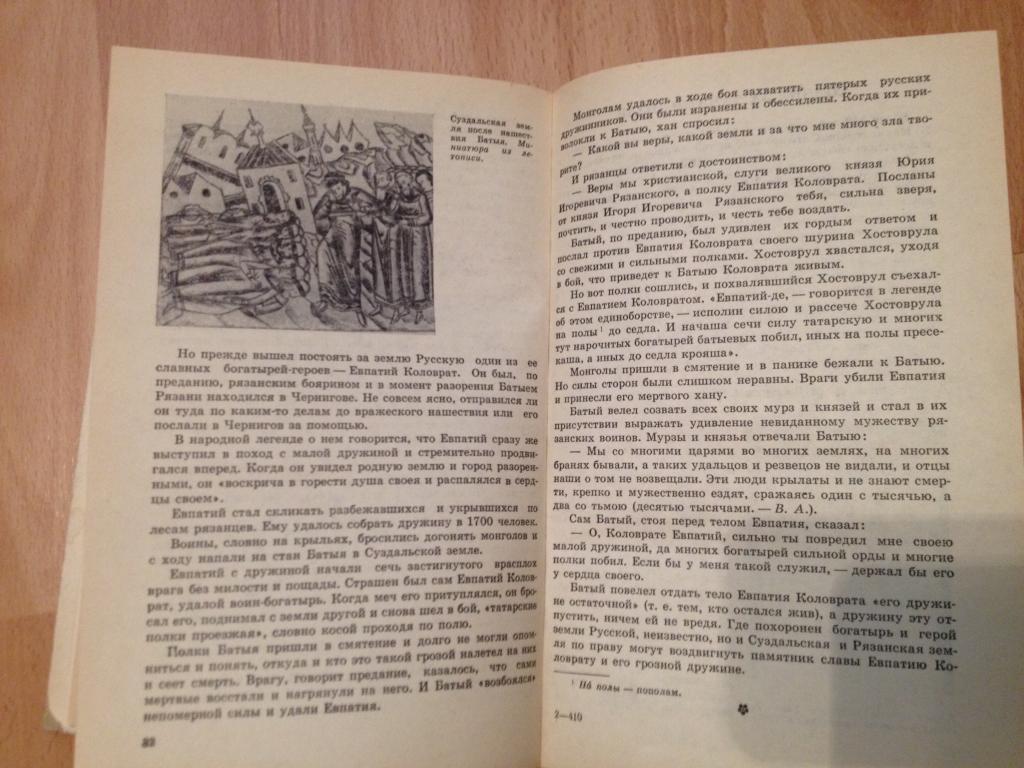 Суздальская зем-
ля после нашест-
вия Батыя. Ми-
ниатюра из ле-
тописи.
Но прежде вышел постоять за землю Русскую один из ее
славных богатырей-героев — Евпатий Коловрат. Он был, по
преданию, рязанским боярином и в момент разорения Батыем
Рязани находился в Чернигове. Не совсем ясно, отправился ли
он туда по каким-то делам до вражеского нашествия или его
послали в Чернигов за помощью.
В народной легенде о нем говорится, что Евпатий сразу же
выступил в поход с малой дружиной и стремительно продви-
гался вперед. Когда он увидел родную землю и город разорен-
ными, он «воскрича в горести душа своея и распалялся в серд-
цы своем».
Евпатий стал скликать разбежавшихся и укрывшихся по
лесам рязанцев. Ему удалось собрать дружину в 1700 человек.
Воины, словно на крыльях, бросились догонять монголов и
с ходу напали на стан Батыя в Суздальской земле.
Евпатий с дружиной начали сечь застигнутого врасплох
врага без милости и пощады. Страшен был сам Евпатий Колов-
рат, удалой воин-богатырь. Когда меч его притуплялся, он бро-
сал его, поднимал с земли другой и снова шел в бой, «татарские
полки проезжая», словно косой проходя по полю.
Полки Батыя пришли в смятение и долго не могли опом-
ниться и понять, откуда и кто это такой грозой налетел на них
и сеет смерть. Врагу, говорит предание, казалось, что сами
мертвые восстали и нагрянули на него. И Батый «возбоялся»
непомерной силы и удали Евпатия.
32
Монголам удалось в ходе боя захватить пятерых русских
дружинников. Они были изранены и обессилены. Когда их при-
волокли к Батыю, хан спросил:
— Какой вы веры, какой земли и за что мне много зла тво-
рите?
И рязанцы ответили с достоинством:
— Веры мы христианской, слуги великого князя Юрия
Игоревича Рязанского, а полку Евпатия Коловрата. Посланы
от князя Игоря Игоревича Рязанского тебя, сильна зверя,
почтить, и честно проводить, и честь тебе воздать.
Батый, по преданию, был удивлен их гордым ответом и
послал против Евпатия Коловрата своего шурина Хостоврула
со свежими и сильными полками. Хостоврул хвастался, уходя
в бой, что приведет к Батыю Коловрата живым.
Но вот полки сошлись, и похвалявшийся Хостоврул съехал-
ся с Евпатием Коловратом. «Евпатий-де, — говорится в легенде
об этом единоборстве, — исполин силою и рассече Хостоврула
на полы ¹ до седла. И начаша сечи силу татарскую и многих
тут нарочитых богатырей батыевых побил, иных на полы пресе-
каша, а иных до седла крояша».
Монголы пришли в смятение и в панике бежали к Батыю.
Но силы сторон были слишком неравны. Враги убили Евпатия
и принесли его мертвого хану.
Батый велел созвать всех своих мурз и князей и стал в их
присутствии выражать удивление невиданному мужеству ря-
занских воинов. Мурзы и князья отвечали Батыю:
— Мы со многими царями во многих землях, на многих
бранях бывали, а таких удальцов и резвецов не видали, и отцы
наши о том не возвещали. Эти люди крылаты и не знают смер-
ти, крепко и мужественно ездят, сражаясь один с тысячью, а
два со тьмою (десятью тысячами. — В. А.).
Сам Батый, стоя перед телом Евпатия, сказал:
— О, Коловрате Евпатий, сильно ты повредил мне своею
малой дружиной, да многих богатырей сильной орды и многие
полки побил. Если бы у меня такой служил, — держал бы его
у сердца своего.
Батый повелел отдать тело Евпатия Коловрата «его дружи-
не остаточной» (т. е. тем, кто остался жив), а дружину эту от-
пустить, ничем ей не вредя. Где похоронен богатырь и герой
земли Русской, неизвестно, но и Суздальская и Рязанская зем-
ля по праву могут воздвигнуть памятник славы Евпатию Ко-
ловрату и его грозной дружине.
¹ На́ полы — пополам.
2—410